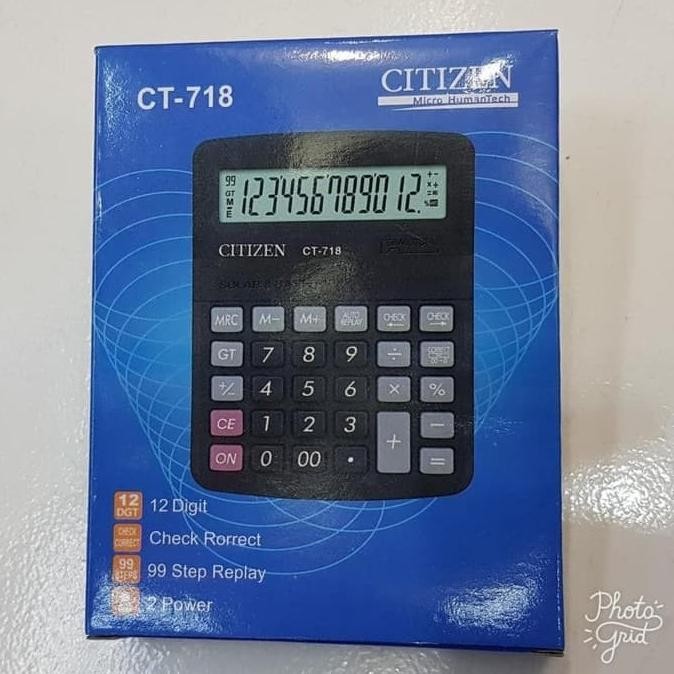 CT-718
CITIZEN
Micro HumanTech
99
GT
M
E
123456789012.
CITIZEN CT-718
MRC M- M+ AUTO REPLAY CHECK ← CHECK →
GT 7 8 9 ÷
+/- 4 5 6 × %
CE 1 2 3 + −
ON 0 00 . =
12 DGT 12 Digit
CHECK CORRECT Check Rorrect
99 STEPS 99 Step Replay
2 Power
Photo Grid